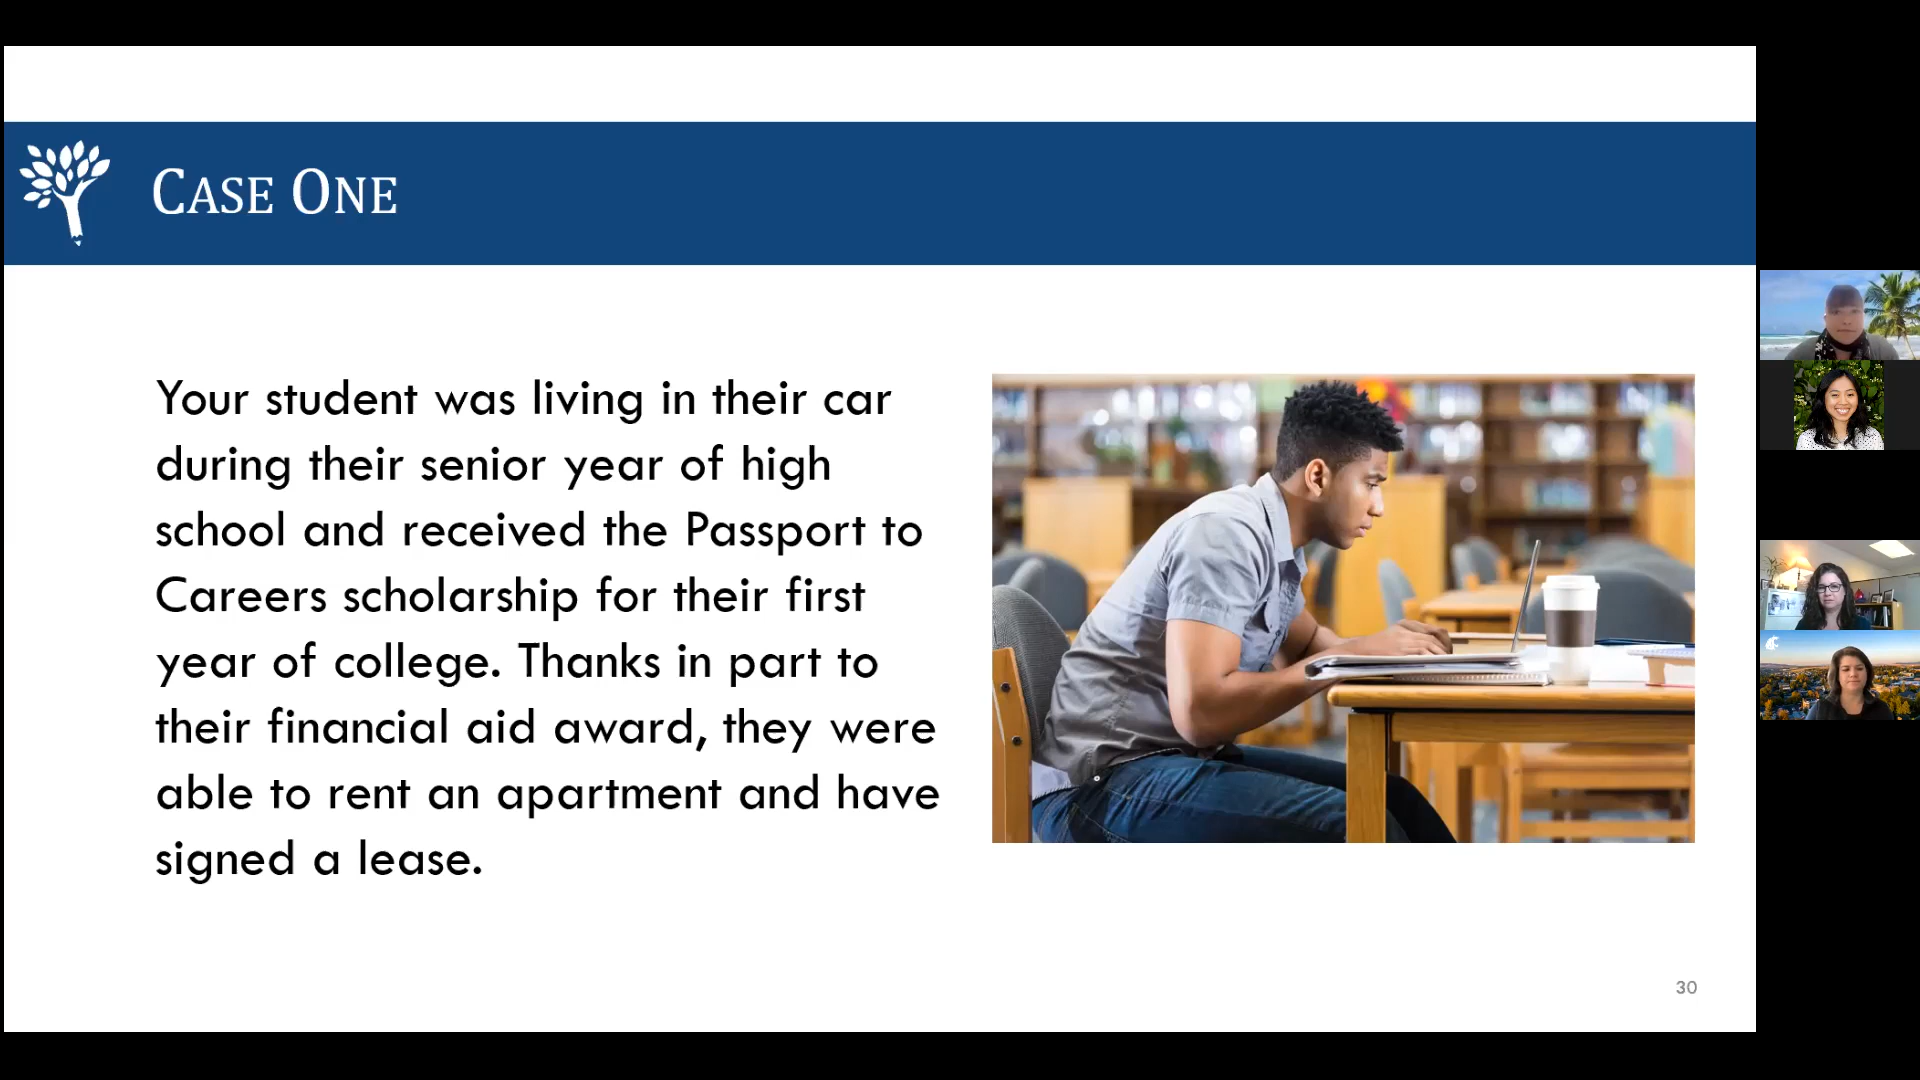 CASE ONE
Your student was living in their car
during their senior year of high
school and received the Passport to
Careers scholarship for their first
year of college. Thanks in part to
their financial aid award, they were
able to rent an apartment and have
signed a lease.
30